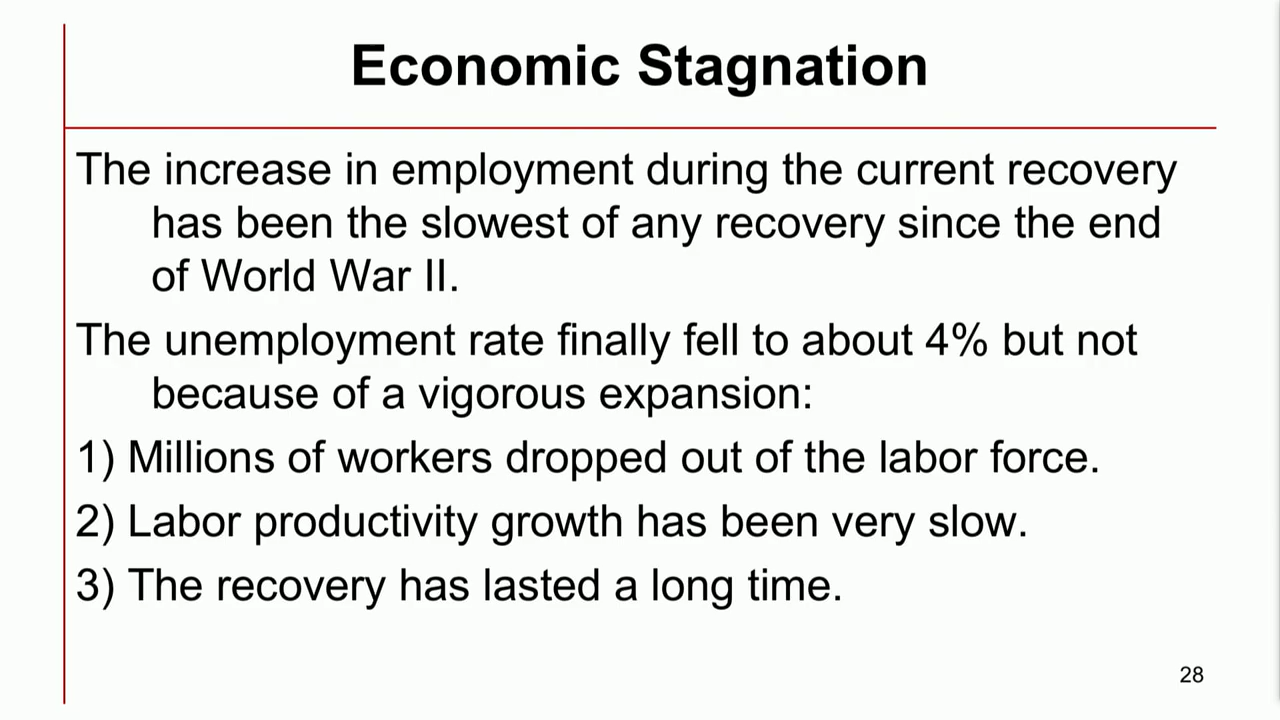 Economic Stagnation
The increase in employment during the current recovery
has been the slowest of any recovery since the end
of World War II.
The unemployment rate finally fell to about 4% but not
because of a vigorous expansion:
1) Millions of workers dropped out of the labor force.
2) Labor productivity growth has been very slow.
3) The recovery has lasted a long time.
28